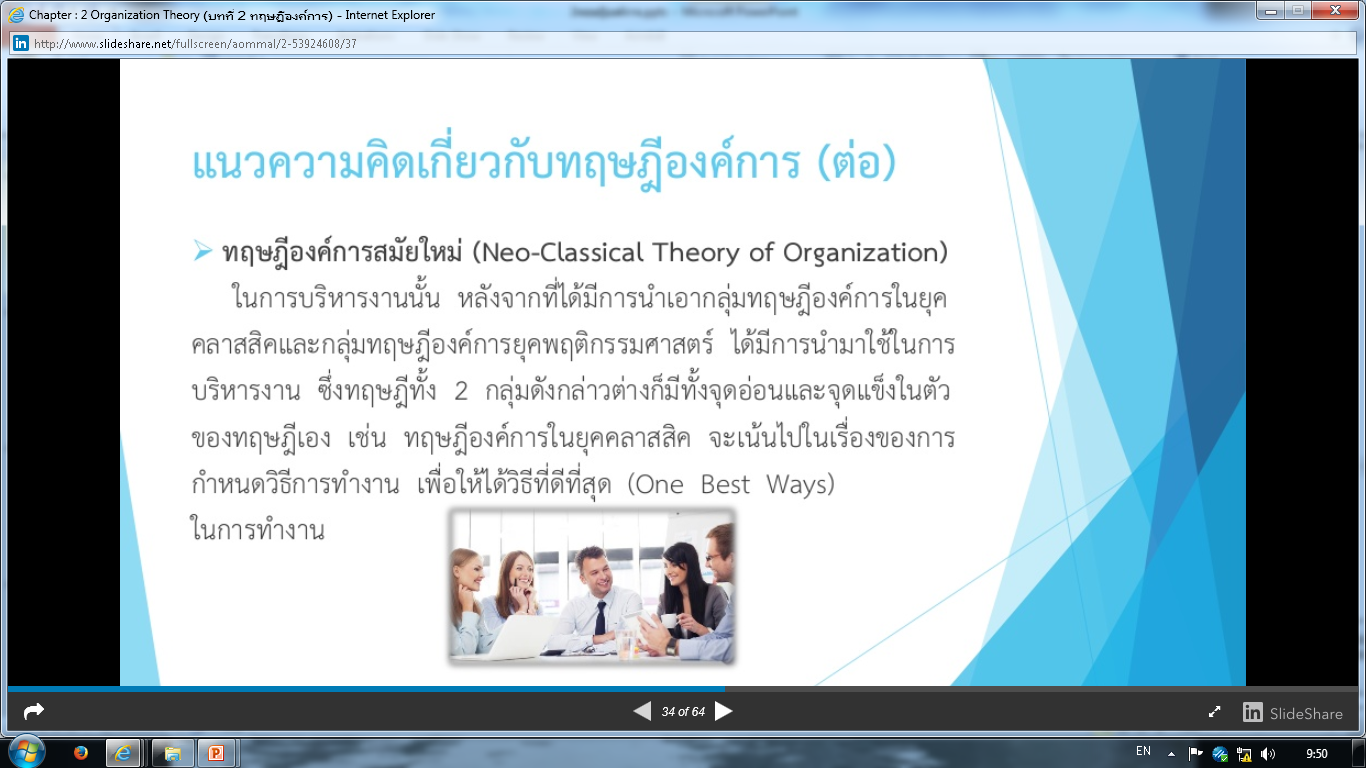 Chapter : 2 Organization Theory (บทที่ 2 ทฤษฎีองค์การ) - Internet Explorer
http://www.slideshare.net/fullscreen/aommal/2-53924608/37
แนวความคิดเกี่ยวกับทฤษฎีองค์การ (ต่อ)
ทฤษฎีองค์การสมัยใหม่ (Neo-Classical Theory of Organization)
ในการบริหารงานนั้น หลังจากที่ได้มีการนำเอากลุ่มทฤษฎีองค์การในยุค
คลาสสิคและกลุ่มทฤษฎีองค์การยุคพฤติกรรมศาสตร์ ได้มีการนำมาใช้ในการ
บริหารงาน ซึ่งทฤษฎีทั้ง 2 กลุ่มดังกล่าวต่างก็มีทั้งจุดอ่อนและจุดแข็งในตัว
ของทฤษฎีเอง เช่น ทฤษฎีองค์การในยุคคลาสสิค จะเน้นไปในเรื่องของการ
กำหนดวิธีการทำงาน เพื่อให้ได้วิธีที่ดีที่สุด (One Best Ways)
ในการทำงาน
34 of 64
in SlideShare
EN
9:50